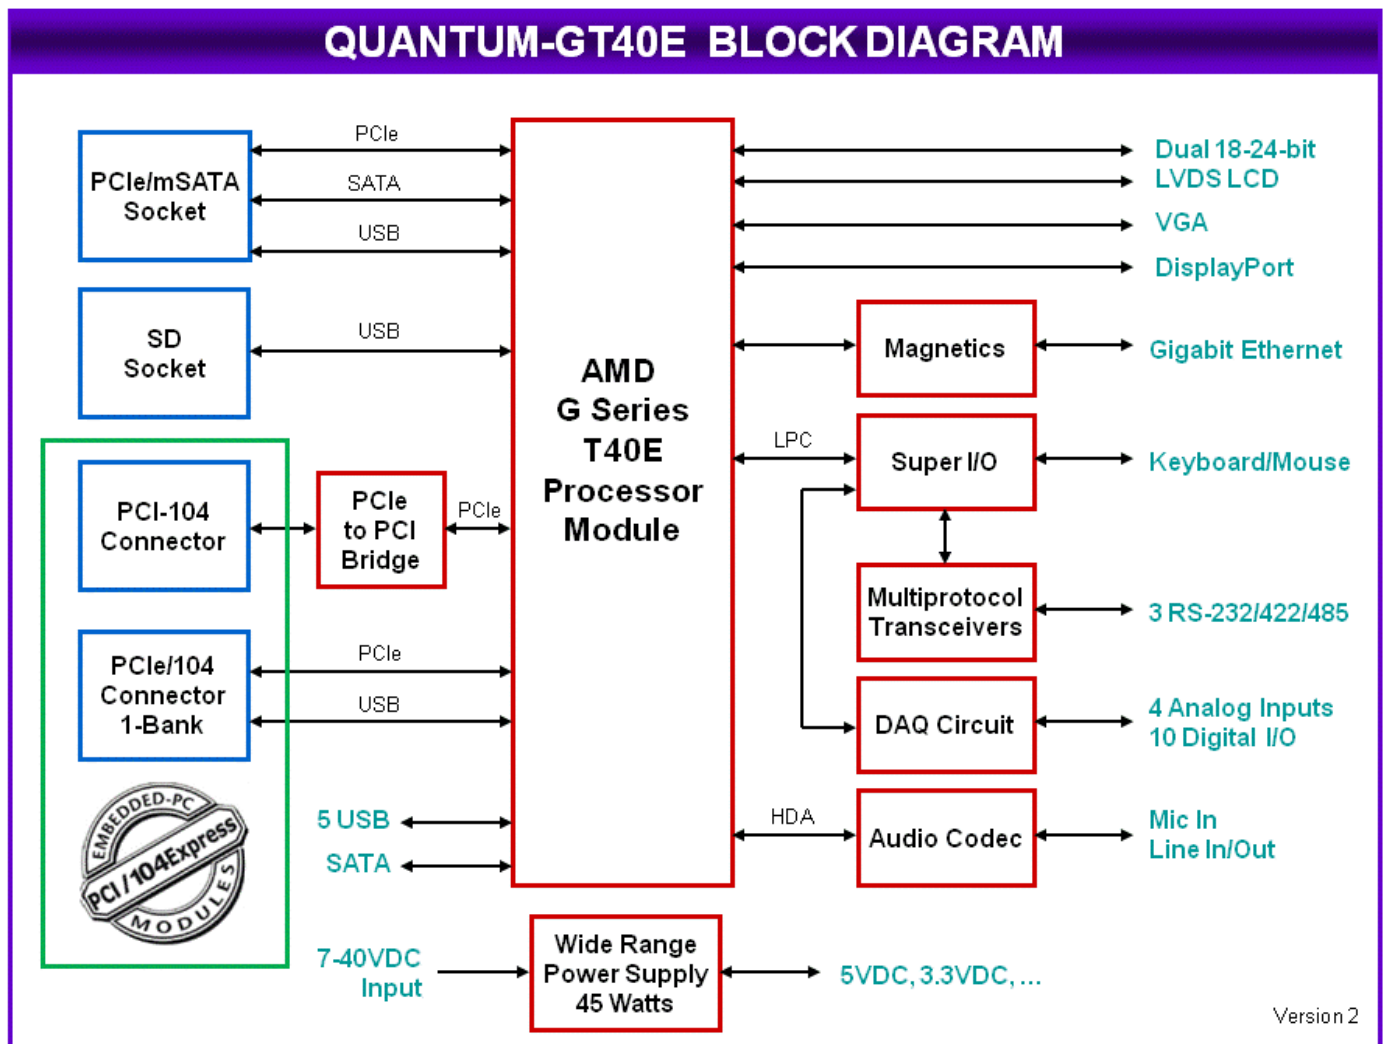 QUANTUM-GT40E BLOCK DIAGRAM
PCIe/mSATA
Socket
PCIe
SATA
USB
SD
Socket
USB
PCI-104
Connector
PCIe
to PCI
Bridge
PCIe
PCIe/104
Connector
1-Bank
PCIe
USB
EMBEDDED-PC
PCI/104Express
MODULES
5 USB
SATA
AMD
G Series
T40E
Processor
Module
Dual 18-24-bit
LVDS LCD
VGA
DisplayPort
Magnetics
Gigabit Ethernet
LPC
Super I/O
Keyboard/Mouse
Multiprotocol
Transceivers
3 RS-232/422/485
DAQ Circuit
4 Analog Inputs
10 Digital I/O
HDA
Audio Codec
Mic In
Line In/Out
7-40VDC
Input
Wide Range
Power Supply
45 Watts
5VDC, 3.3VDC, ...
Version 2